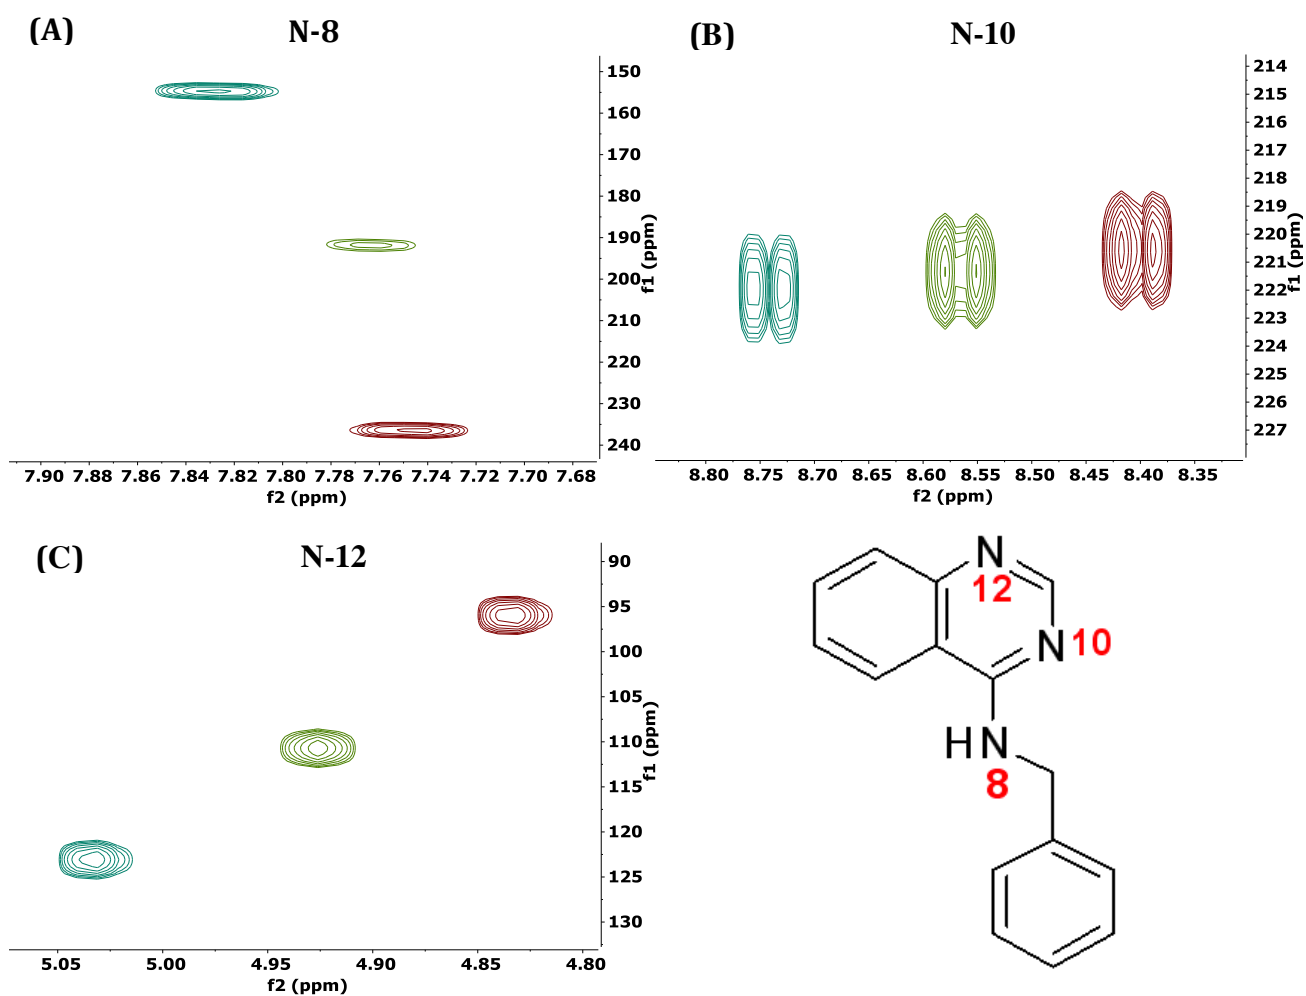 (A) N-8
150
160
170
180
190
200
210
220
230
240
f1 (ppm)
7.90 7.88 7.86 7.84 7.82 7.80 7.78 7.76 7.74 7.72 7.70 7.68
f2 (ppm)
(B) N-10
214
215
216
217
218
219
220
221
222
223
224
225
226
227
f1 (ppm)
8.80 8.75 8.70 8.65 8.60 8.55 8.50 8.45 8.40 8.35
f2 (ppm)
(C) N-12
90
95
100
105
110
115
120
125
130
f1 (ppm)
5.05 5.00 4.95 4.90 4.85 4.80
f2 (ppm)
N
12
N 10
HN
8